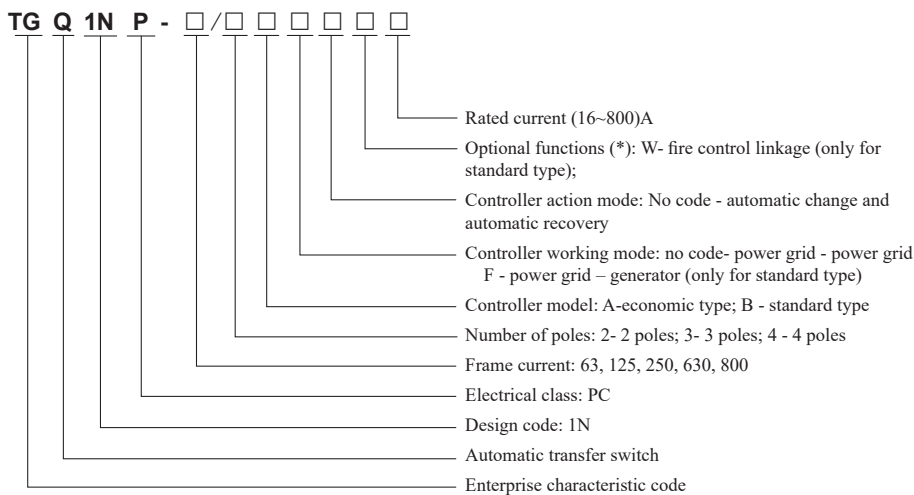 TG Q 1N P - □/□ □ □ □ □ □
Rated current (16~800)A
Optional functions (*): W- fire control linkage (only for
standard type);
Controller action mode: No code - automatic change and
automatic recovery
Controller working mode: no code- power grid - power grid
F - power grid – generator (only for standard type)
Controller model: A-economic type; B - standard type
Number of poles: 2- 2 poles; 3- 3 poles; 4 - 4 poles
Frame current: 63, 125, 250, 630, 800
Electrical class: PC
Design code: 1N
Automatic transfer switch
Enterprise characteristic code